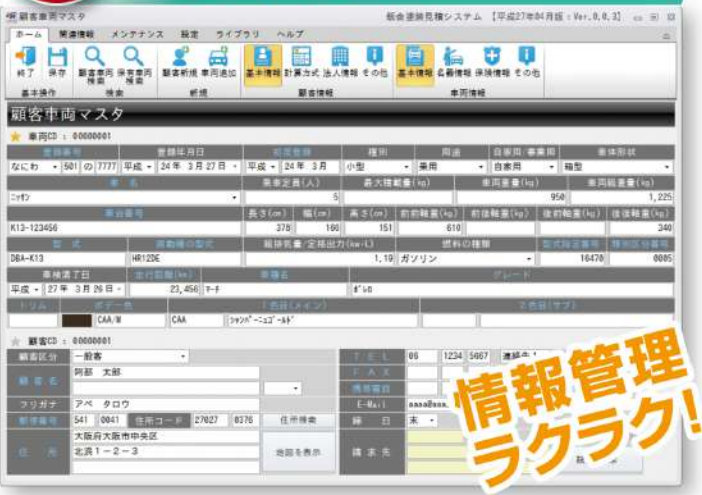 顧客車両マスタ
鈑金塗装見積システム 【平成27年04月版：Ver.0.0.3】
ホーム 関連情報 メンテナンス 設定 ライブラリ ヘルプ
終了 保存 顧客車両検索 保有車両検索 顧客新規 車両追加 基本情報 計算方式 法人情報 その他 基本情報 名義情報 保険情報 その他
基本操作 検索 新規 顧客情報 車両情報
顧客車両マスタ
車両CD : 00000001
登録番号 登録年月日 初度登録 種別 用途 自家用/事業用 車体形状
なにわ 501 の 7777 平成 24年 3月27日 平成 24年 3月 小型 乗用 自家用 箱型
車名 乗車定員(人) 最大積載量(kg) 車両重量(kg) 車両総重量(kg)
ニッサン 5 950 1,225
車台番号 長さ(cm) 幅(cm) 高さ(cm) 前前軸重(kg) 前後軸重(kg) 後前軸重(kg) 後後軸重(kg)
K13-123456 378 166 151 610 340
型式 原動機の型式 総排気量/定格出力(kw・L) 燃料の種類 型式指定番号 類別区分番号
DBA-K13 HR12DE 1.19 ガソリン 16470 0005
車検満了日 走行距離(km) 車種名 グレード
平成 27年 3月26日 23,456 マーチ ボレロ
トリム ボデー色 1色目(メイン) 2色目(サブ)
CAA/W CAA シャンパーニュゴールド
顧客CD : 00000001
顧客区分 一般客 TEL 06 1234 5667 連絡先1
顧客名 阿部 太郎 FAX
携帯電話
フリガナ アベ タロウ E-Mail
郵便番号 541 0041 住所コード 27027 0376 住所検索 締日 末
住所 大阪府大阪市中央区
北浜1-2-3 地図を表示 請求先
情報管理
ラクラク!